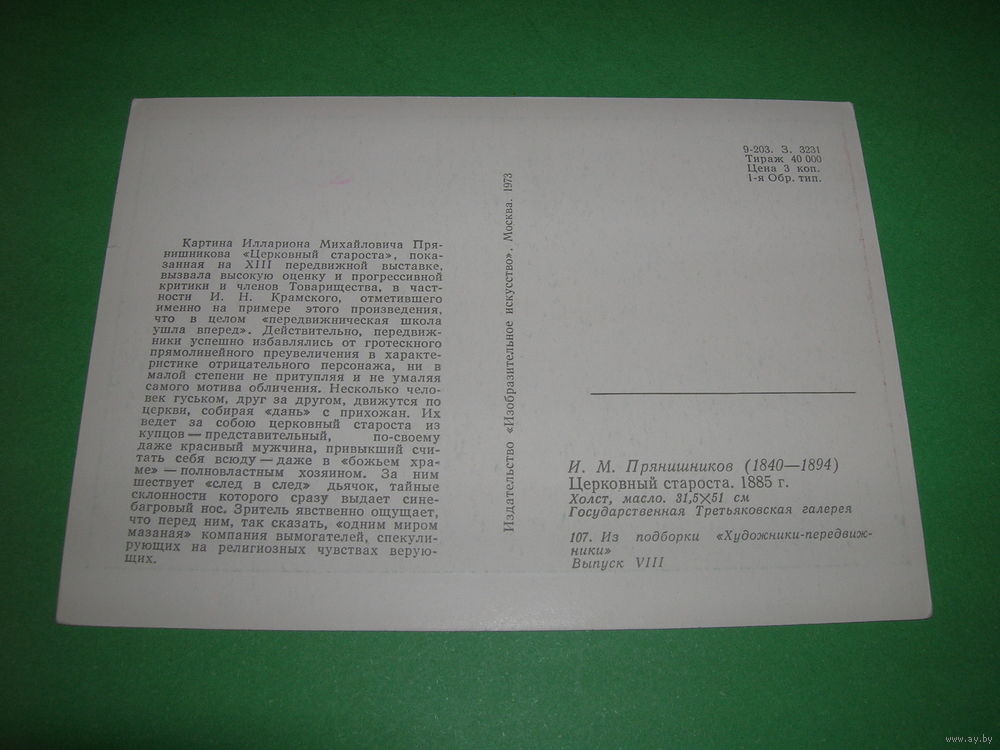 Картина Иллариона Михайловича Пря-
нишникова «Церковный староста», пока-
занная на XIII передвижной выставке,
вызвала высокую оценку и прогрессивной
критики и членов Товарищества, в част-
ности И. Н. Крамского, отметившего
именно на примере этого произведения,
что в целом «передвижническая школа
ушла вперед». Действительно, передвиж-
ники успешно избавлялись от гротескного
прямолинейного преувеличения в характе-
ристике отрицательного персонажа, ни в
малой степени не притупляя и не умаляя
самого мотива обличения. Несколько чело-
век гуськом, друг за другом, движутся по
церкви, собирая «дань» с прихожан. Их
ведет за собою церковный староста из
купцов — представительный, по-своему
даже красивый мужчина, привыкший счи-
тать себя всюду — даже в «божьем хра-
ме» — полновластным хозяином. За ним
шествует «след в след» дьячок, тайные
склонности которого сразу выдает сине-
багровый нос. Зритель явственно ощущает,
что перед ним, так сказать, «одним миром
мазаная» компания вымогателей, спекули-
рующих на религиозных чувствах верую-
щих.
Издательство «Изобразительное искусство». Москва. 1973
9-203. З. 3231
Тираж 40 000
Цена 3 коп.
1-я Обр. тип.
И. М. Прянишников (1840—1894)
Церковный староста. 1885 г.
Холст, масло. 31,5×51 см
Государственная Третьяковская галерея
107. Из подборки «Художники-передвиж-
ники»
Выпуск VIII
www.ay.by